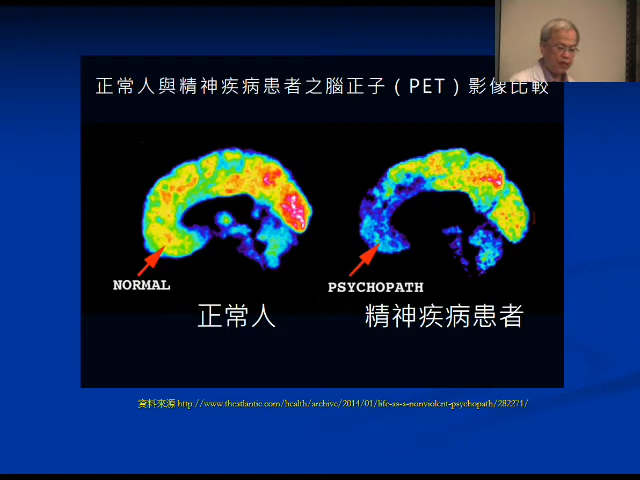 正常人與精神疾病患者之腦正子（PET）影像比較
NORMAL
PSYCHOPATH
正常人
精神疾病患者
資料來源 http://www.theatlantic.com/health/archive/2014/01/life-as-a-nonviolent-psychopath/282271/